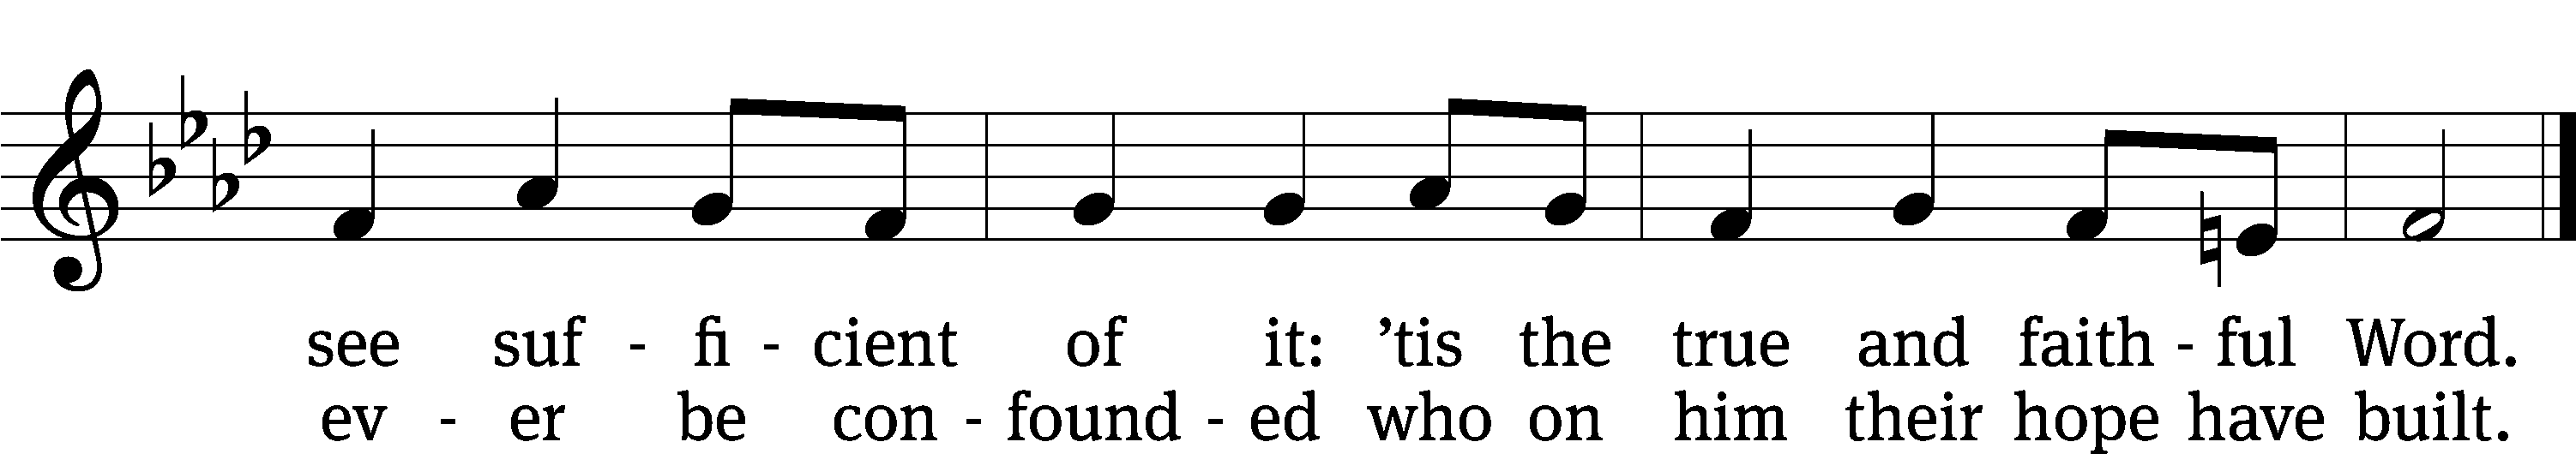 see suf - fi - cient of it: ’tis the true and faith - ful Word.
ev - er be con - found - ed who on him their hope have built.